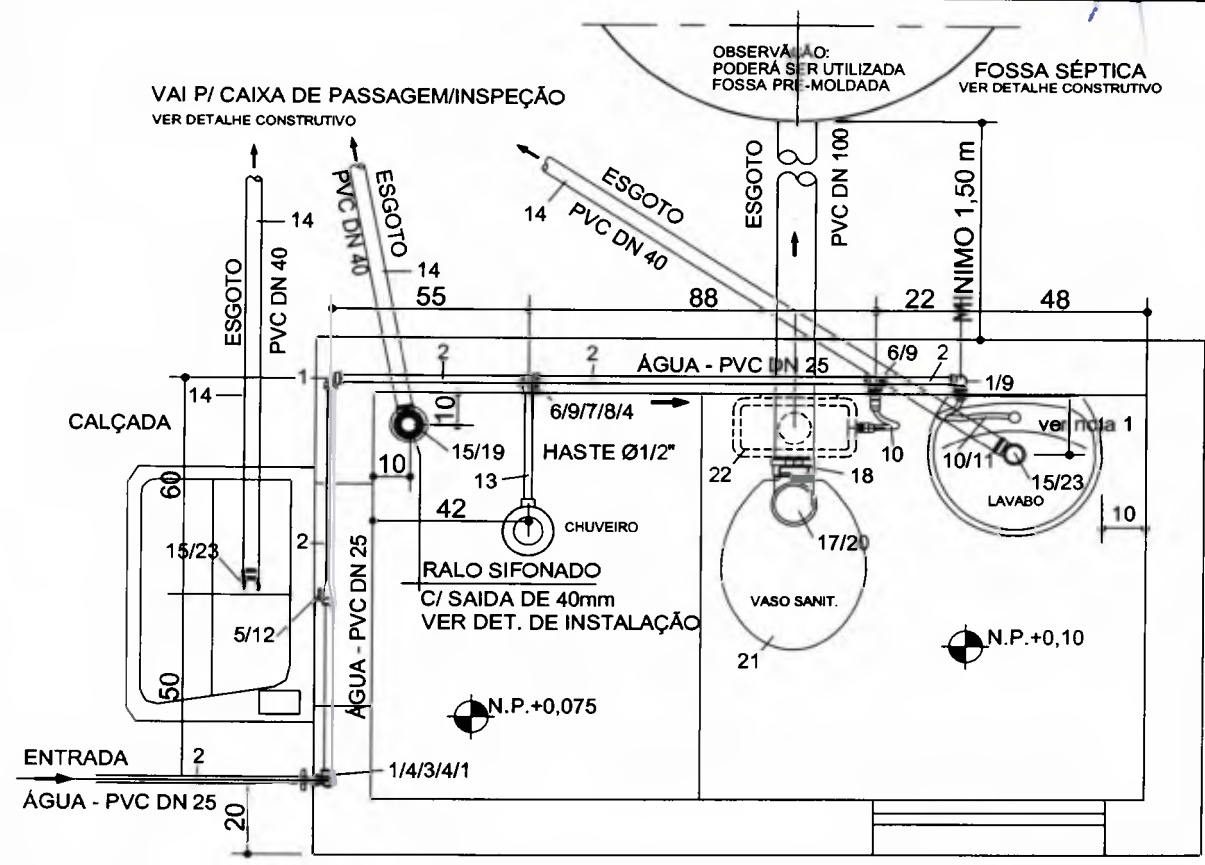 OBSERVAÇÃO:
PODERÁ SER UTILIZADA
FOSSA PRE-MOLDADA
FOSSA SÉPTICA
VER DETALHE CONSTRUTIVO
VAI P/ CAIXA DE PASSAGEM/INSPEÇÃO
VER DETALHE CONSTRUTIVO
ESGOTO
PVC DN 40
14
14
ESGOTO
PVC DN 40
14
ESGOTO
PVC DN 40
14
ESGOTO
PVC DN 100
MINIMO 1,50 m
55
88
22
48
CALÇADA
1
2
2
ÁGUA - PVC DN 25
6/9
2
1/9
6/9/7/8/4
10
15/19
10
HASTE Ø1/2"
13
42
CHUVEIRO
22
18
10
10/11
ver nota 1
15/23
LAVABO
10
17/20
60
2
15/23
5/12
50
ÁGUA - PVC DN 25
RALO SIFONADO
C/ SAIDA DE 40mm
VER DET. DE INSTALAÇÃO
VASO SANIT.
21
N.P.+0,10
N.P.+0,075
ENTRADA
2
1/4/3/4/1
ÁGUA - PVC DN 25
20